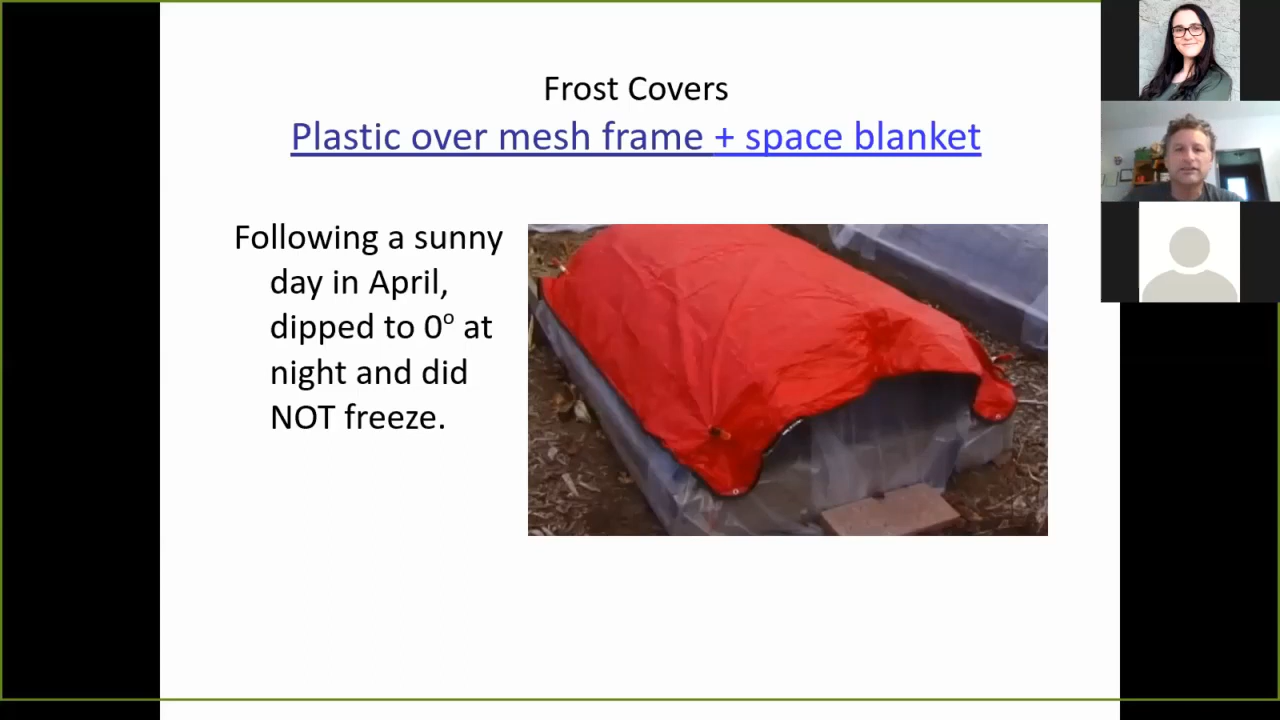 Frost Covers
Plastic over mesh frame + space blanket
Following a sunny
day in April,
dipped to 0º at
night and did
NOT freeze.